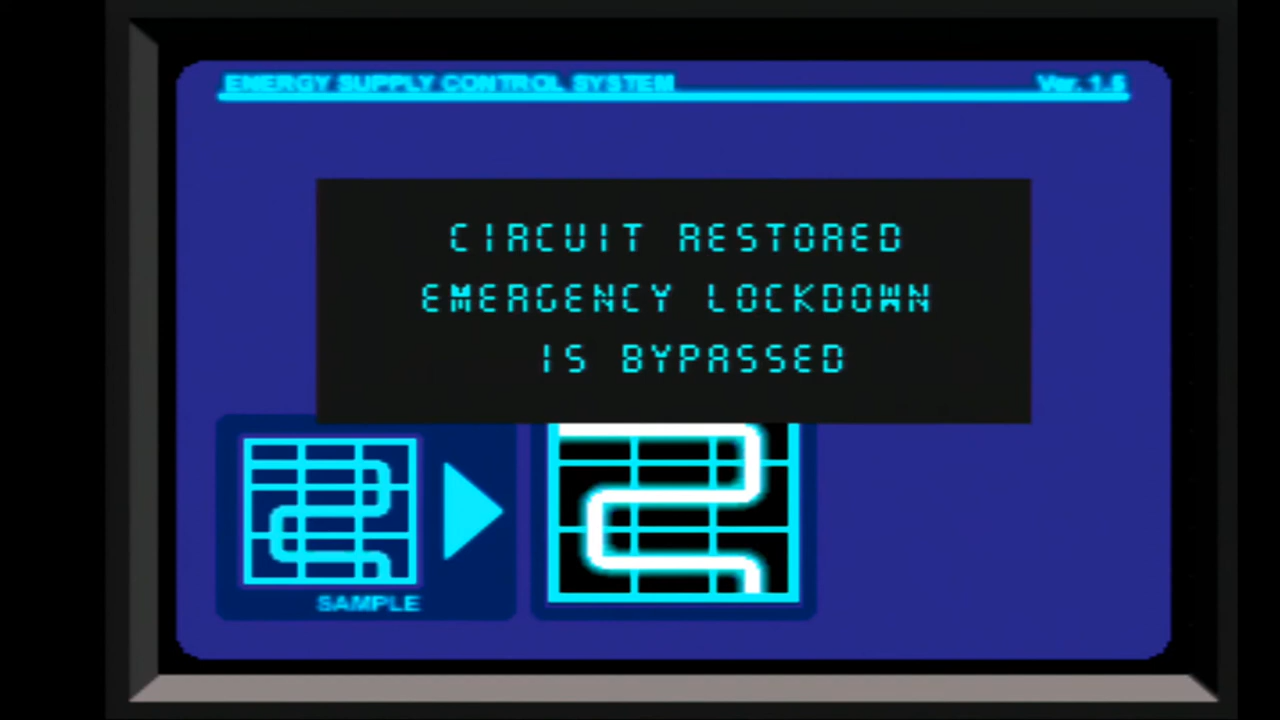 ENERGY SUPPLY CONTROL SYSTEM Ver. 1.5
CIRCUIT RESTORED
EMERGENCY LOCKDOWN
IS BYPASSED
SAMPLE